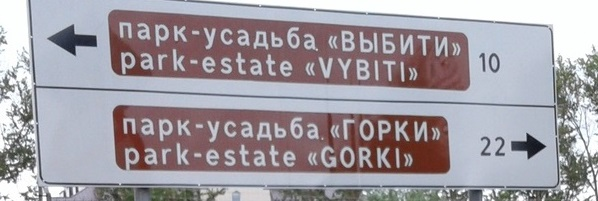 парк-усадьба «ВЫБИТИ»
park-estate «VYBITI»
10
парк-усадьба «ГОРКИ»
park-estate «GORKI»
22